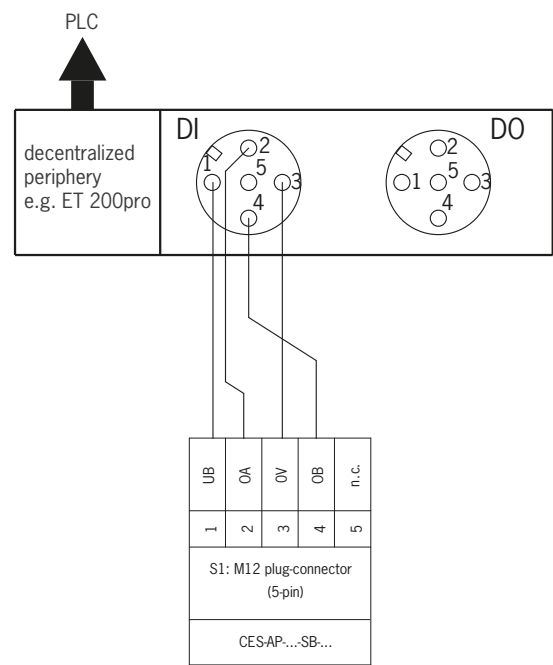 PLC
DI
DO
decentralized
periphery
e.g. ET 200pro
1
2
5
3
4
1
2
5
3
4
UB
OA
0V
OB
n.c.
1
2
3
4
5
S1: M12 plug-connector
(5-pin)
CES-AP-...-SB-...